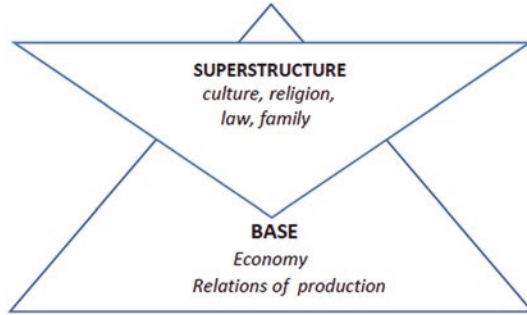 SUPERSTRUCTURE
culture, religion,
law, family
BASE
Economy
Relations of production